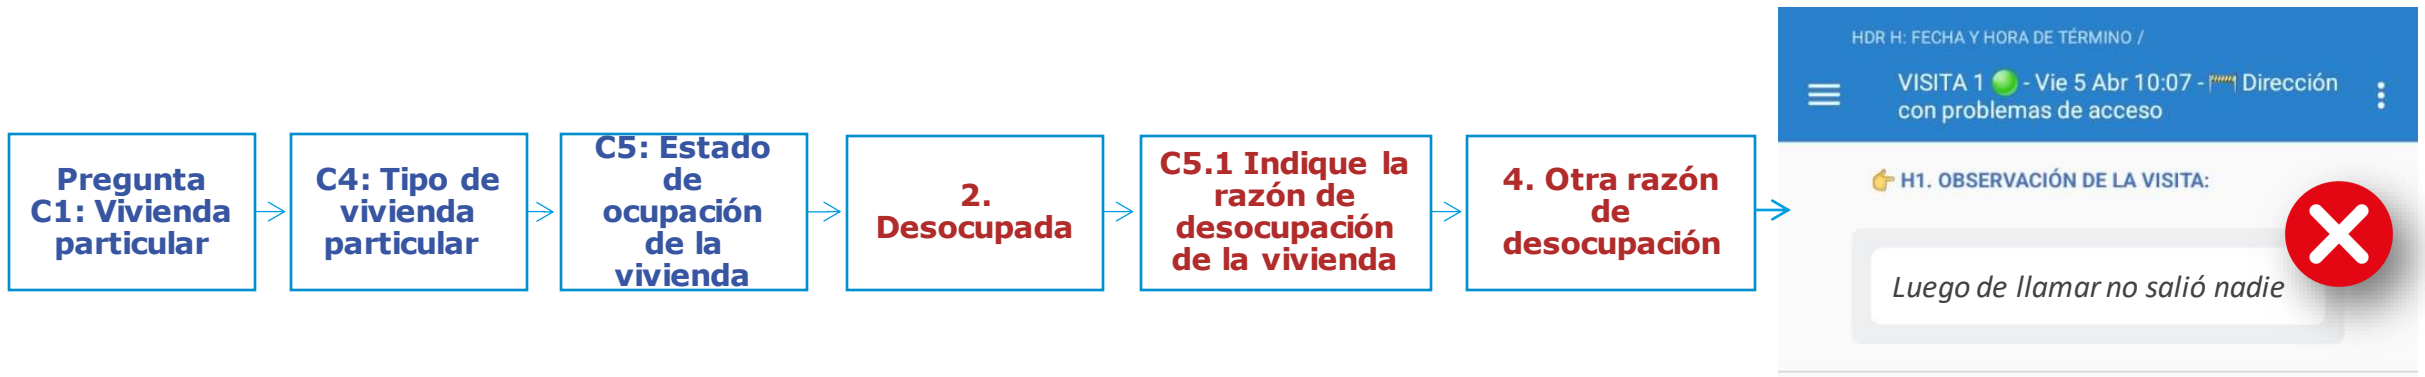 Pregunta
C1: Vivienda
particular
C4: Tipo de
vivienda
particular
C5: Estado
de
ocupación
de la
vivienda
2.
Desocupada
C5.1 Indique la
razón de
desocupación
de la vivienda
4. Otra razón
de
desocupación
HDR H: FECHA Y HORA DE TÉRMINO /
VISITA 1 🟢 - Vie 5 Abr 10:07 - 🚧 Dirección
con problemas de acceso
👉 H1. OBSERVACIÓN DE LA VISITA:
Luego de llamar no salió nadie